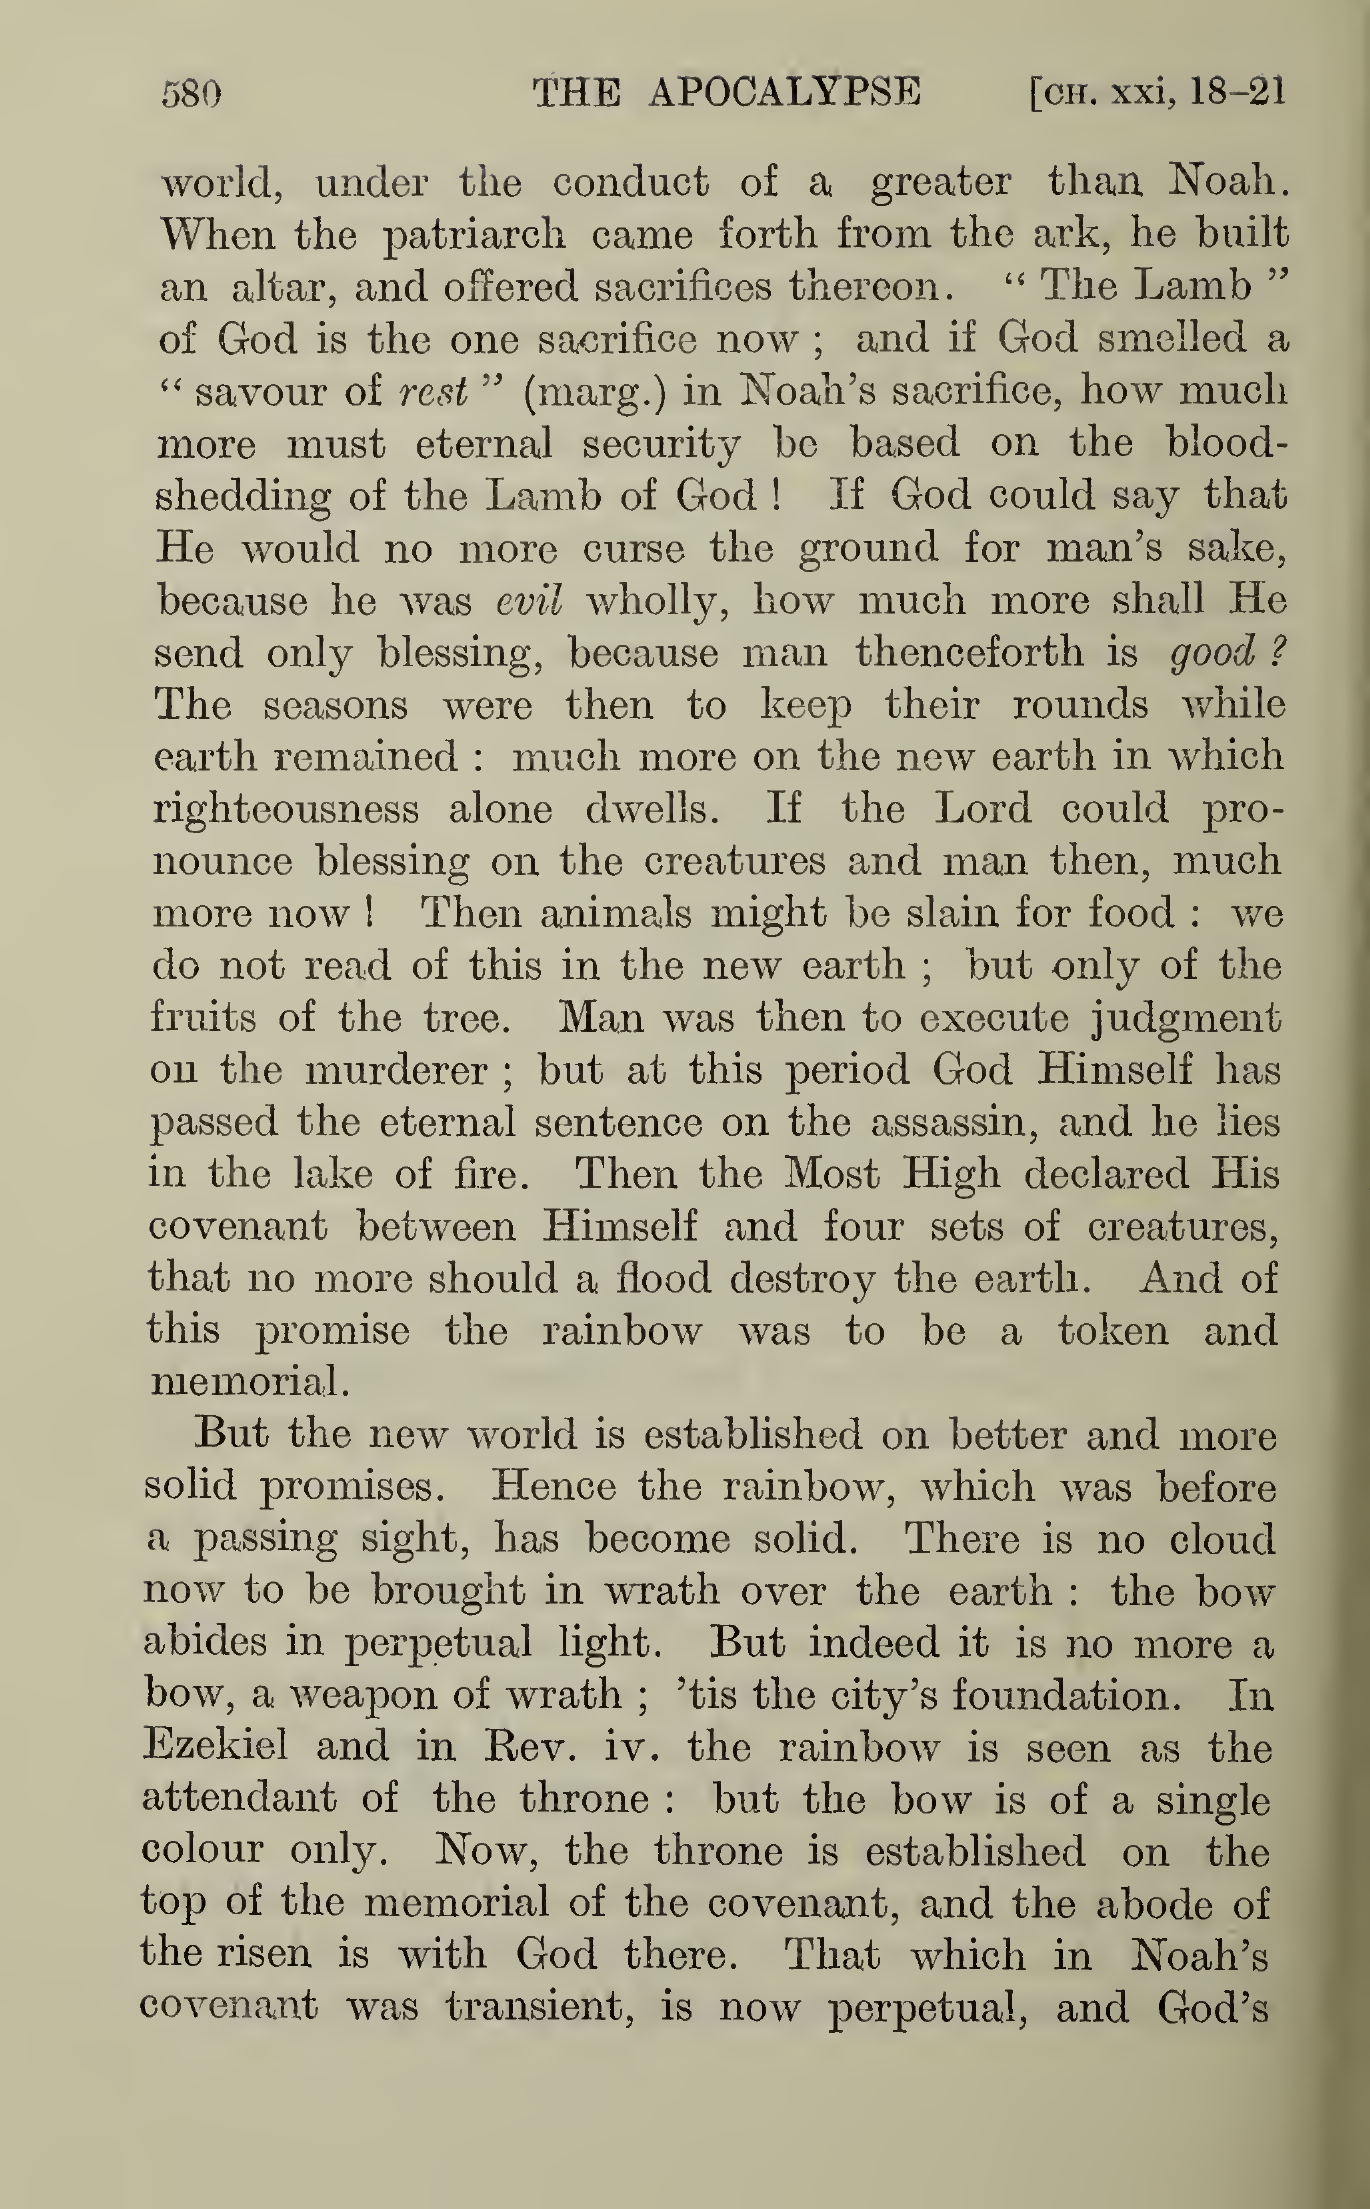 580 THE APOCALYPSE [CH. xxi, 18–21
world, under the conduct of a greater than Noah.
When the patriarch came forth from the ark, he built
an altar, and offered sacrifices thereon. “ The Lamb ”
of God is the one sacrifice now ; and if God smelled a
“ savour of rest ” (marg.) in Noah’s sacrifice, how much
more must eternal security be based on the blood-
shedding of the Lamb of God ! If God could say that
He would no more curse the ground for man’s sake,
because he was evil wholly, how much more shall He
send only blessing, because man thenceforth is good ?
The seasons were then to keep their rounds while
earth remained : much more on the new earth in which
righteousness alone dwells. If the Lord could pro-
nounce blessing on the creatures and man then, much
more now ! Then animals might be slain for food : we
do not read of this in the new earth ; but only of the
fruits of the tree. Man was then to execute judgment
on the murderer ; but at this period God Himself has
passed the eternal sentence on the assassin, and he lies
in the lake of fire. Then the Most High declared His
covenant between Himself and four sets of creatures,
that no more should a flood destroy the earth. And of
this promise the rainbow was to be a token and
memorial.
But the new world is established on better and more
solid promises. Hence the rainbow, which was before
a passing sight, has become solid. There is no cloud
now to be brought in wrath over the earth : the bow
abides in perpetual light. But indeed it is no more a
bow, a weapon of wrath ; ’tis the city’s foundation. In
Ezekiel and in Rev. iv. the rainbow is seen as the
attendant of the throne : but the bow is of a single
colour only. Now, the throne is established on the
top of the memorial of the covenant, and the abode of
the risen is with God there. That which in Noah’s
covenant was transient, is now perpetual, and God’s